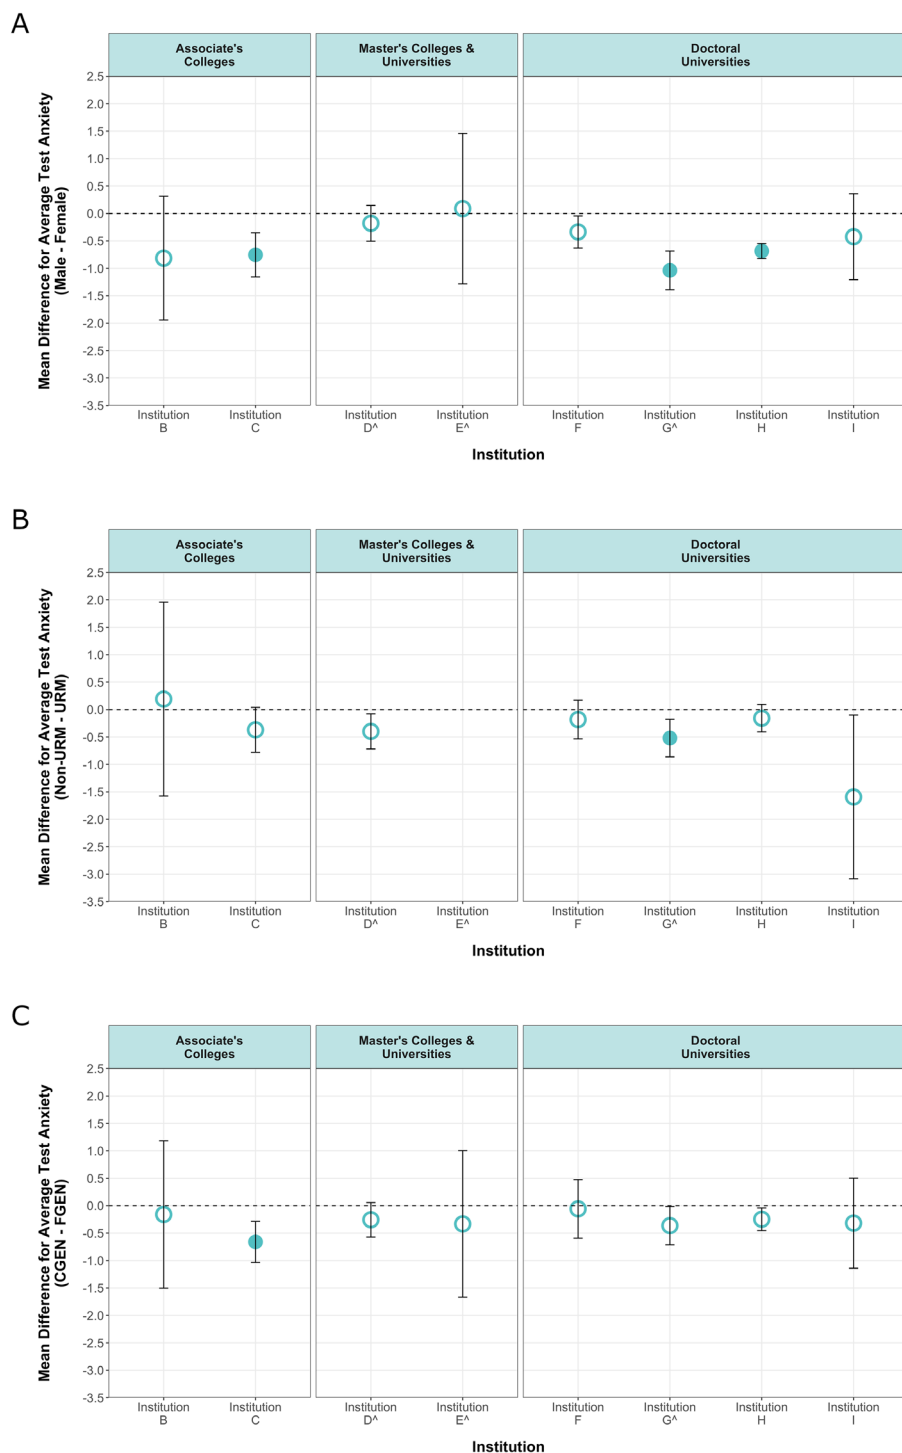 A
Associate's
Colleges
Master's Colleges &
Universities
Doctoral
Universities
Mean Difference for Average Test Anxiety
(Male - Female)
2.5
2.0
1.5
1.0
0.5
0.0
-0.5
-1.0
-1.5
-2.0
-2.5
-3.0
-3.5
Institution
B
Institution
C
Institution
D^
Institution
E^
Institution
F
Institution
G^
Institution
H
Institution
I
Institution
B
Associate's
Colleges
Master's Colleges &
Universities
Doctoral
Universities
Mean Difference for Average Test Anxiety
(Non-URM - URM)
2.5
2.0
1.5
1.0
0.5
0.0
-0.5
-1.0
-1.5
-2.0
-2.5
-3.0
-3.5
Institution
B
Institution
C
Institution
D^
Institution
E^
Institution
F
Institution
G^
Institution
H
Institution
I
Institution
C
Associate's
Colleges
Master's Colleges &
Universities
Doctoral
Universities
Mean Difference for Average Test Anxiety
(CGEN - FGEN)
2.5
2.0
1.5
1.0
0.5
0.0
-0.5
-1.0
-1.5
-2.0
-2.5
-3.0
-3.5
Institution
B
Institution
C
Institution
D^
Institution
E^
Institution
F
Institution
G^
Institution
H
Institution
I
Institution